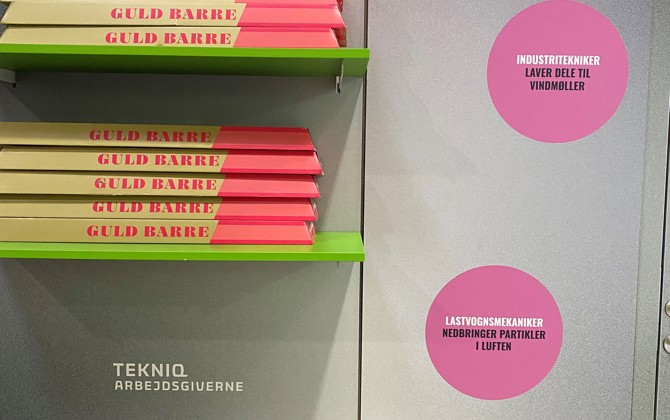 GULD BARRE
GULD BARRE
GULD BARRE
GULD BARRE
GULD BARRE
GULD BARRE
GULD BARRE
TEKNIQ
ARBEJDSGIVERNE
INDUSTRITEKNIKER
LAVER DELE TIL
VINDMØLLER
LASTVOGNSMEKANIKER
NEDBRINGER PARTIKLER
I LUFTEN